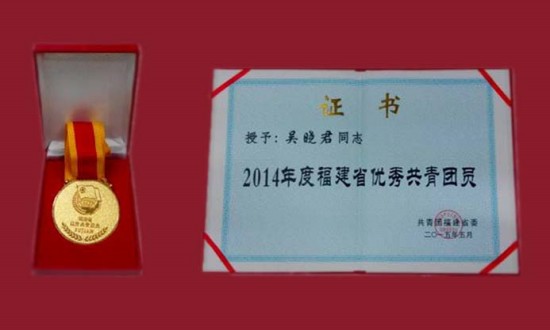 证书
授予：吴晓君同志
2014年度福建省优秀共青团员
共青团福建省委
二〇一五年三月